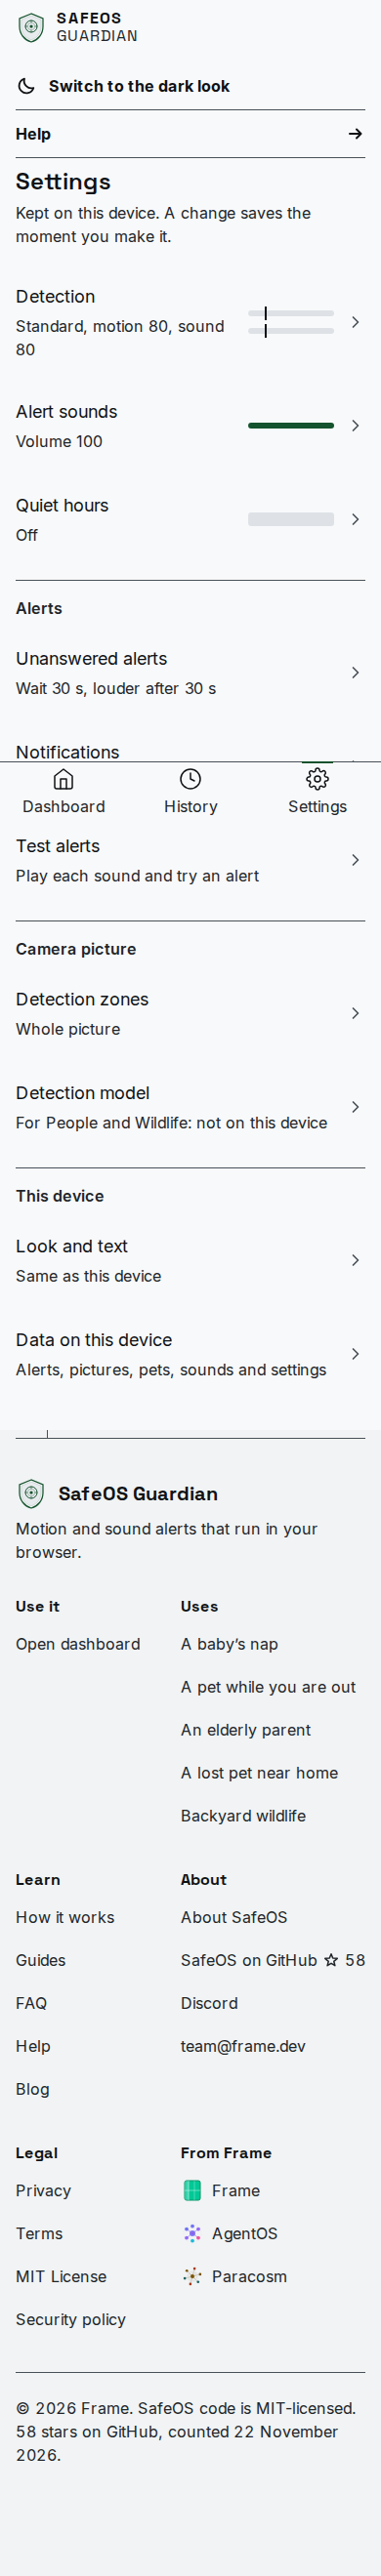 SAFEOS
GUARDIAN
Switch to the dark look
Help
Settings
Kept on this device. A change saves the
moment you make it.
Detection
Standard, motion 80, sound
80
Alert sounds
Volume 100
Quiet hours
Off
Alerts
Unanswered alerts
Wait 30 s, louder after 30 s
Notifications
Dashboard
History
Settings
Test alerts
Play each sound and try an alert
Camera picture
Detection zones
Whole picture
Detection model
For People and Wildlife: not on this device
This device
Look and text
Same as this device
Data on this device
Alerts, pictures, pets, sounds and settings
SafeOS Guardian
Motion and sound alerts that run in your
browser.
Use it
Open dashboard
Uses
A baby’s nap
A pet while you are out
An elderly parent
A lost pet near home
Backyard wildlife
Learn
How it works
Guides
FAQ
Help
Blog
About
About SafeOS
SafeOS on GitHub ☆ 58
Discord
team@frame.dev
Legal
Privacy
Terms
MIT License
Security policy
From Frame
Frame
AgentOS
Paracosm
© 2026 Frame. SafeOS code is MIT-licensed.
58 stars on GitHub, counted 22 November
2026.